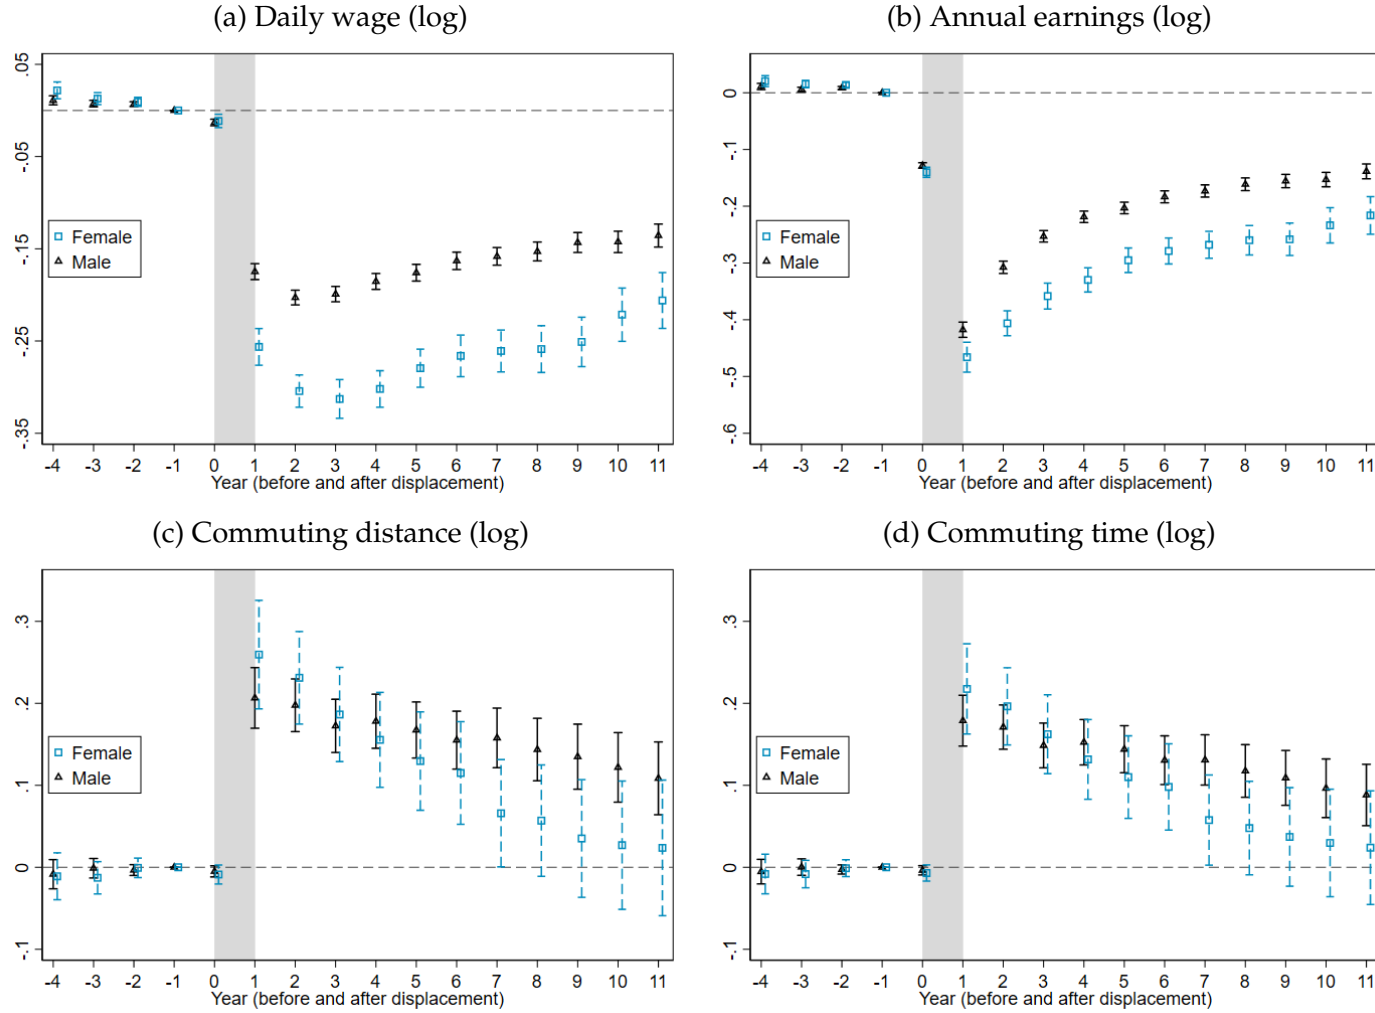 (a) Daily wage (log)
.05
-.05
-.15
-.25
-.35
Female
Male
-4 -3 -2 -1 0 1 2 3 4 5 6 7 8 9 10 11
Year (before and after displacement)
(b) Annual earnings (log)
0
-.1
-.2
-.3
-.4
-.5
-.6
Female
Male
-4 -3 -2 -1 0 1 2 3 4 5 6 7 8 9 10 11
Year (before and after displacement)
(c) Commuting distance (log)
.3
.2
.1
0
-.1
Female
Male
-4 -3 -2 -1 0 1 2 3 4 5 6 7 8 9 10 11
Year (before and after displacement)
(d) Commuting time (log)
.3
.2
.1
0
-.1
Female
Male
-4 -3 -2 -1 0 1 2 3 4 5 6 7 8 9 10 11
Year (before and after displacement)